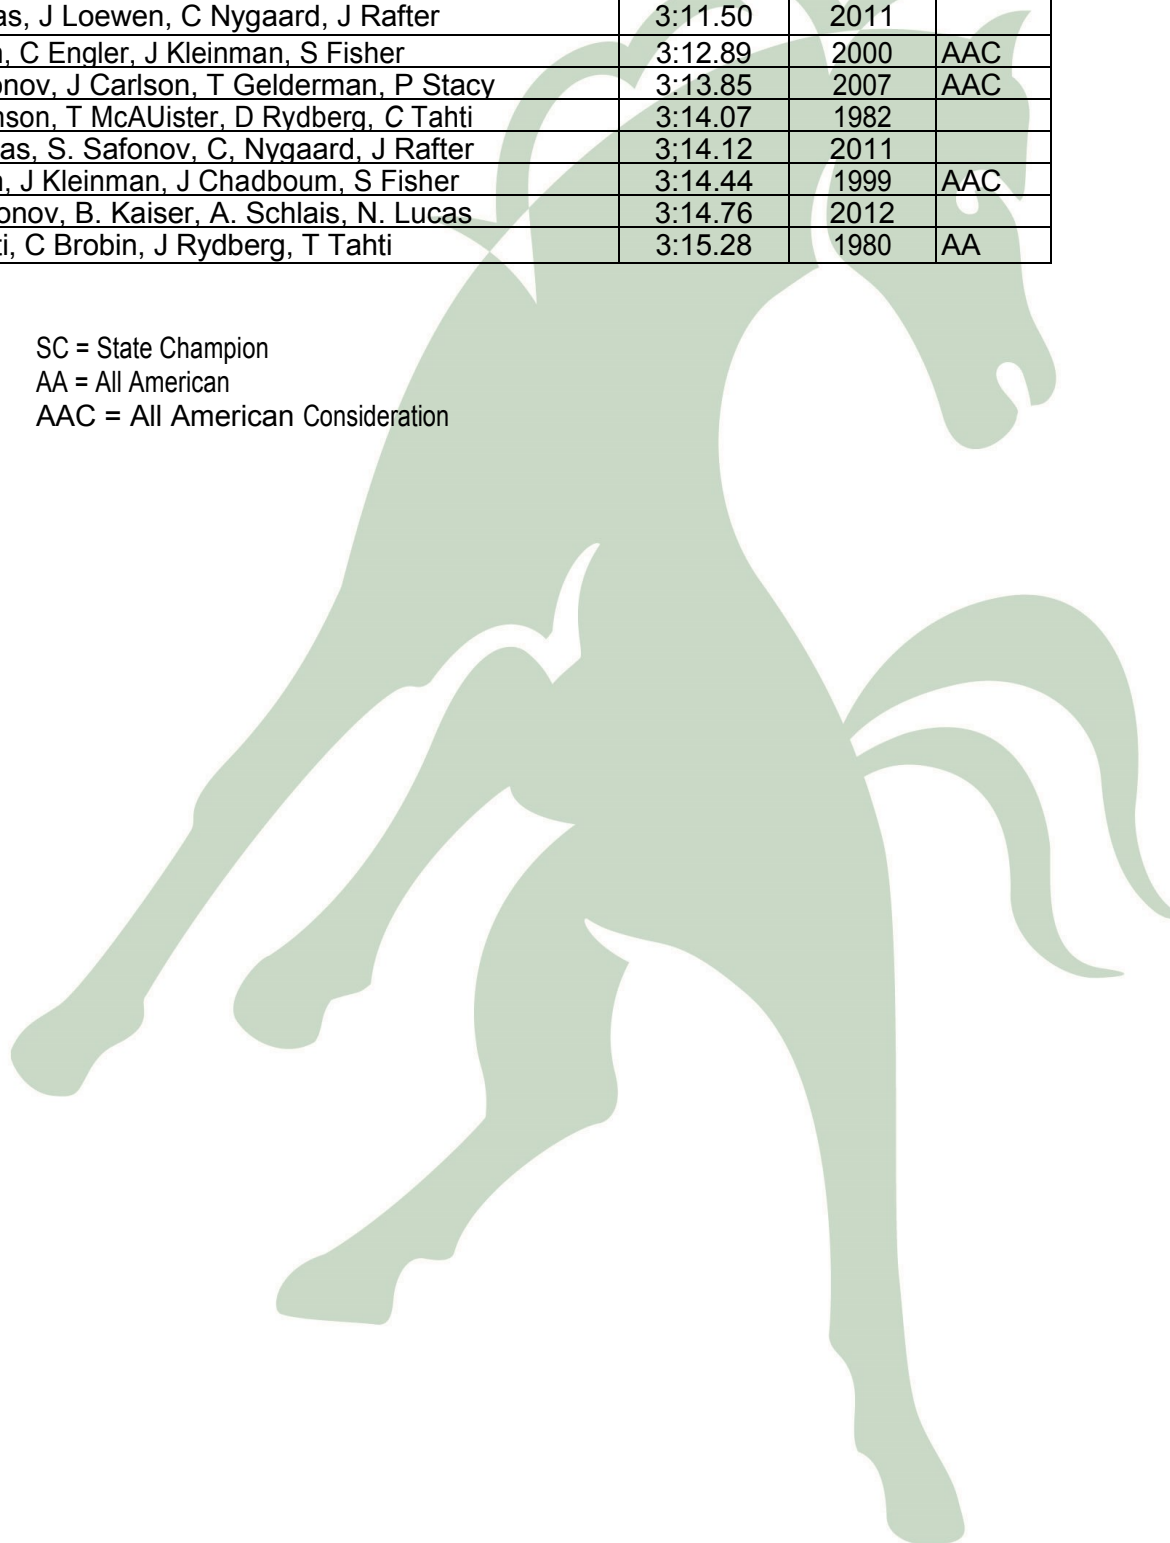 as, J Loewen, C Nygaard, J Rafter 3:11.50 2011
, C Engler, J Kleinman, S Fisher 3:12.89 2000 AAC
onov, J Carlson, T Gelderman, P Stacy 3:13.85 2007 AAC
nson, T McAUister, D Rydberg, C Tahti 3:14.07 1982
as, S. Safonov, C, Nygaard, J Rafter 3;14.12 2011
, J Kleinman, J Chadboum, S Fisher 3:14.44 1999 AAC
onov, B. Kaiser, A. Schlais, N. Lucas 3:14.76 2012
ti, C Brobin, J Rydberg, T Tahti 3:15.28 1980 AA
SC = State Champion
AA = All American
AAC = All American Consideration